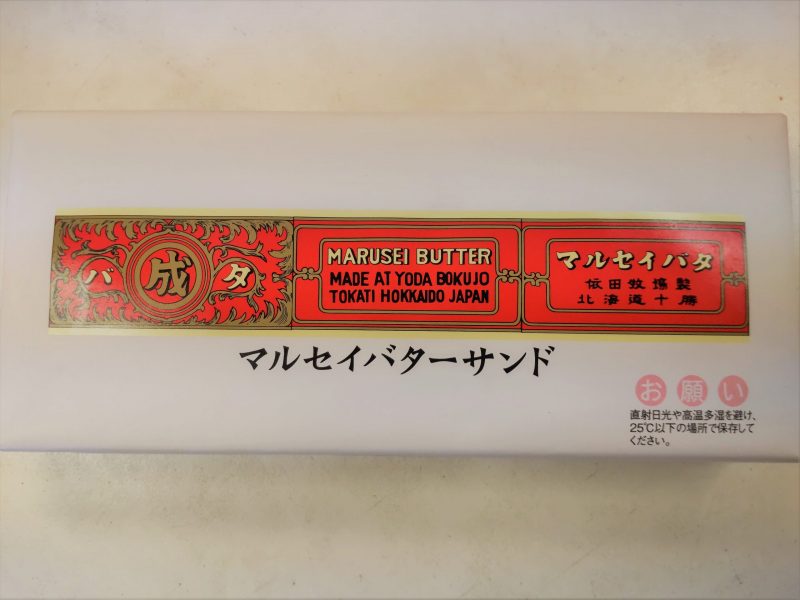 バ 成 タ
MARUSEI BUTTER
MADE AT YODA BOKUJO
TOKATI HOKKAIDO JAPAN
マルセイバタ
依田牧場製
北海道十勝
マルセイバターサンド
お願い
直射日光や高温多湿を避け、
25℃以下の場所で保存して
ください。